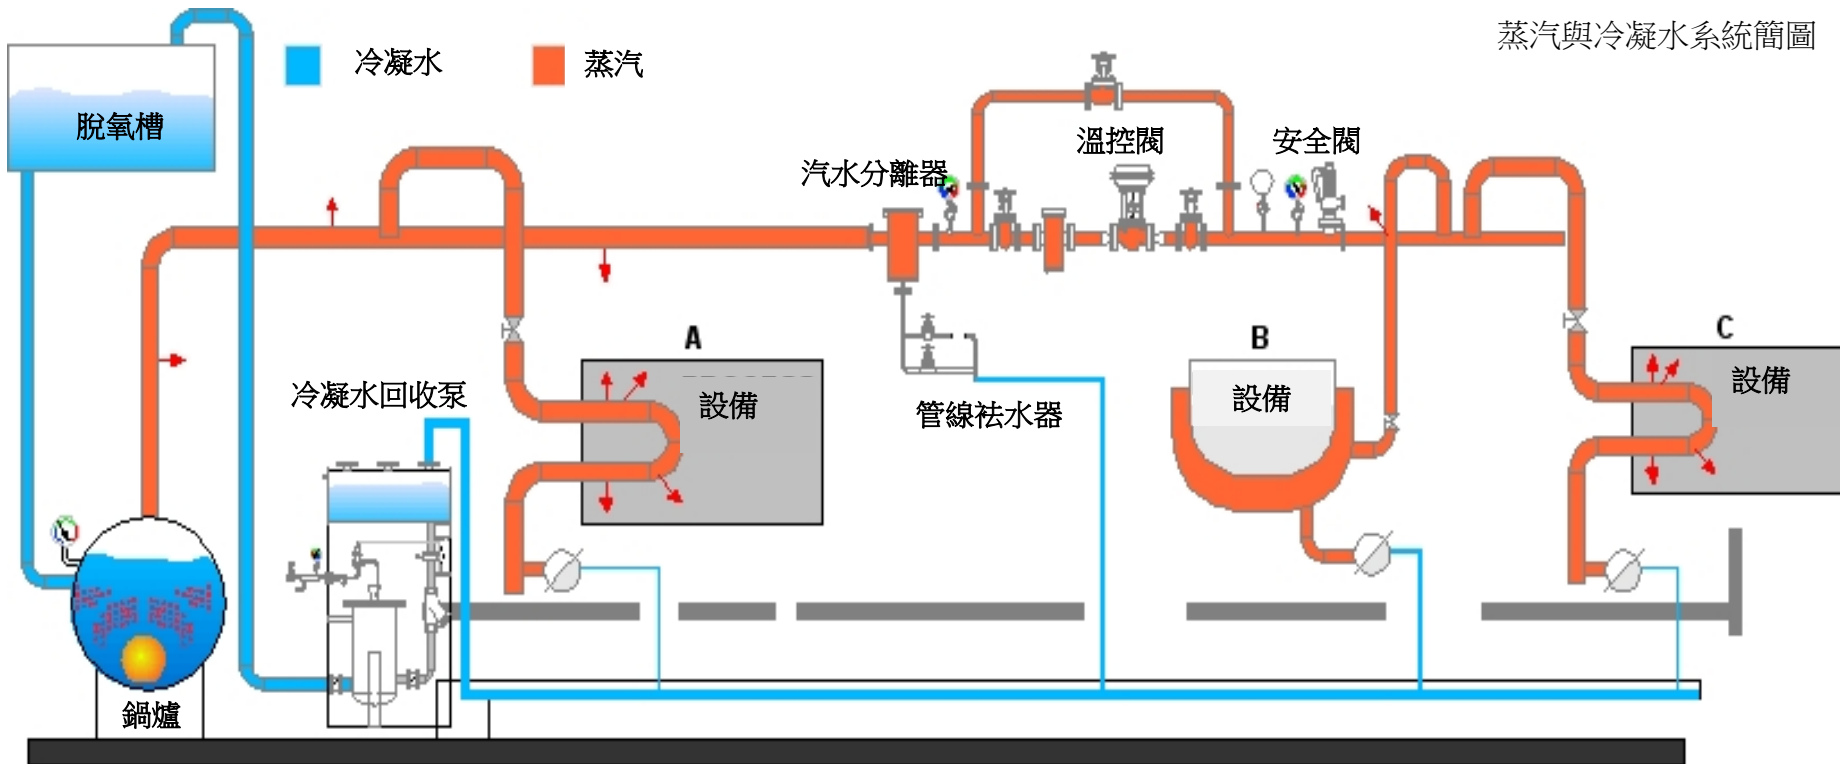 蒸汽與冷凝水系統簡圖
冷凝水
蒸汽
脫氧槽
溫控閥
安全閥
汽水分離器
A
B
C
設備
設備
設備
冷凝水回收泵
管線袪水器
鍋爐